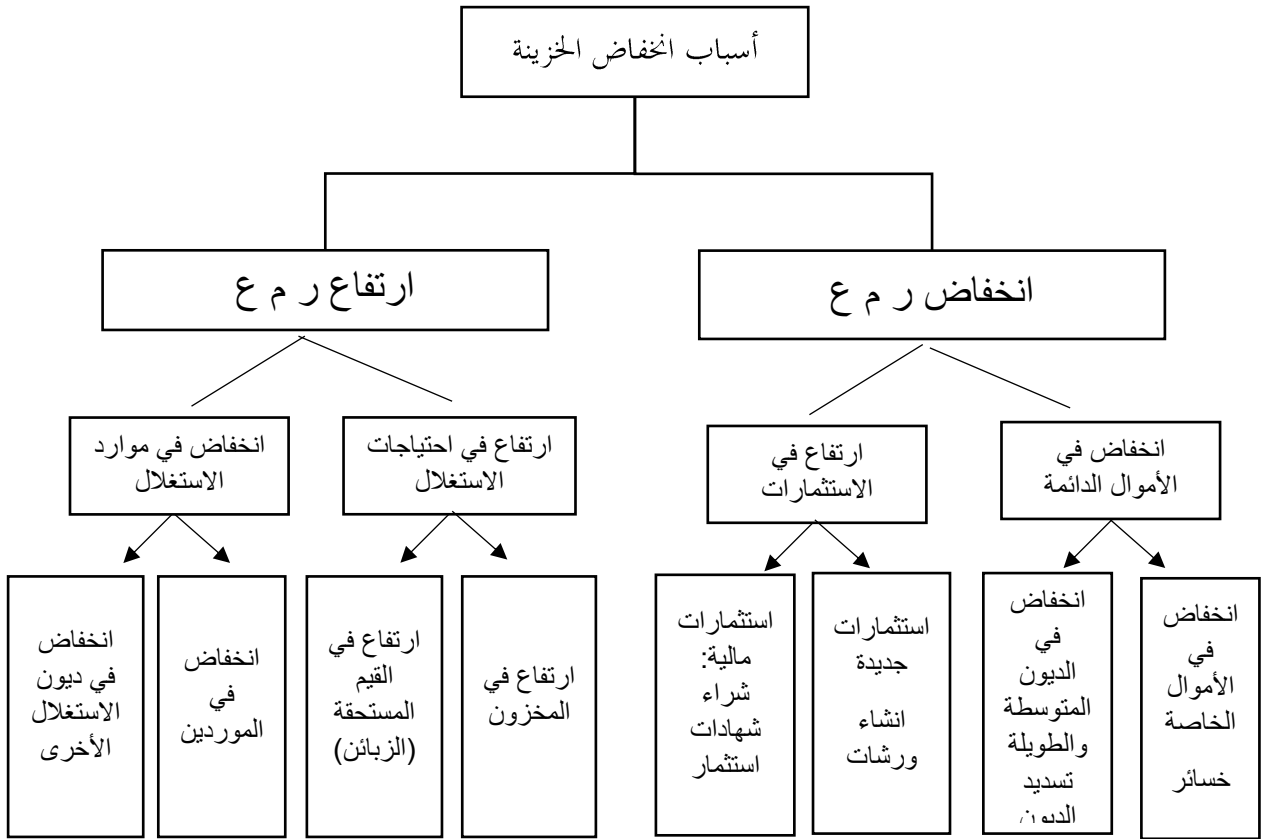 أسباب انخفاض الخزينة
انخفاض ر م ع
ارتفاع ر م ع
انخفاض في
الأموال الدائمة
ارتفاع في
الاستثمارات
ارتفاع في احتياجات
الاستغلال
انخفاض في موارد
الاستغلال
انخفاض
في
الأموال
الخاصة
خسائر
انخفاض
في
الديون
المتوسطة
والطويلة
تسديد
الديون
استثمارات
جديدة
انشاء
ورشات
استثمارات
مالية:
شراء
شهادات
استثمار
ارتفاع في
المخزون
ارتفاع في
القيم
المستحقة
(الزبائن)
انخفاض
في
الموردين
انخفاض
في ديون
الاستغلال
الأخرى